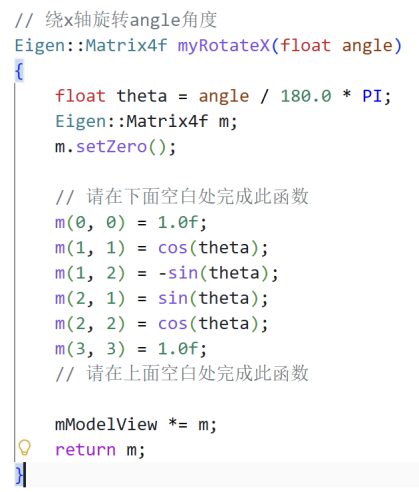 // 绕x轴旋转angle角度
Eigen::Matrix4f myRotateX(float angle)
{
    float theta = angle / 180.0 * PI;
    Eigen::Matrix4f m;
    m.setZero();

    // 请在下面空白处完成此函数
    m(0, 0) = 1.0f;
    m(1, 1) = cos(theta);
    m(1, 2) = -sin(theta);
    m(2, 1) = sin(theta);
    m(2, 2) = cos(theta);
    m(3, 3) = 1.0f;
    // 请在上面空白处完成此函数

    mModelView *= m;
    return m;
}